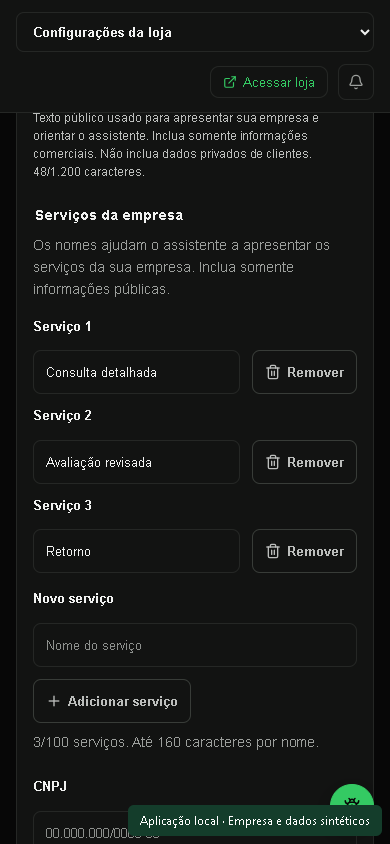 Configurações da loja
Acessar loja
Texto público usado para apresentar sua empresa e
orientar o assistente. Inclua somente informações
comerciais. Não inclua dados privados de clientes.
48/1.200 caracteres.
Serviços da empresa
Os nomes ajudam o assistente a apresentar os
serviços da sua empresa. Inclua somente
informações públicas.
Serviço 1
Consulta detalhada
Remover
Serviço 2
Avaliação revisada
Remover
Serviço 3
Retorno
Remover
Novo serviço
Nome do serviço
Adicionar serviço
3/100 serviços. Até 160 caracteres por nome.
CNPJ
Aplicação local · Empresa e dados sintéticos